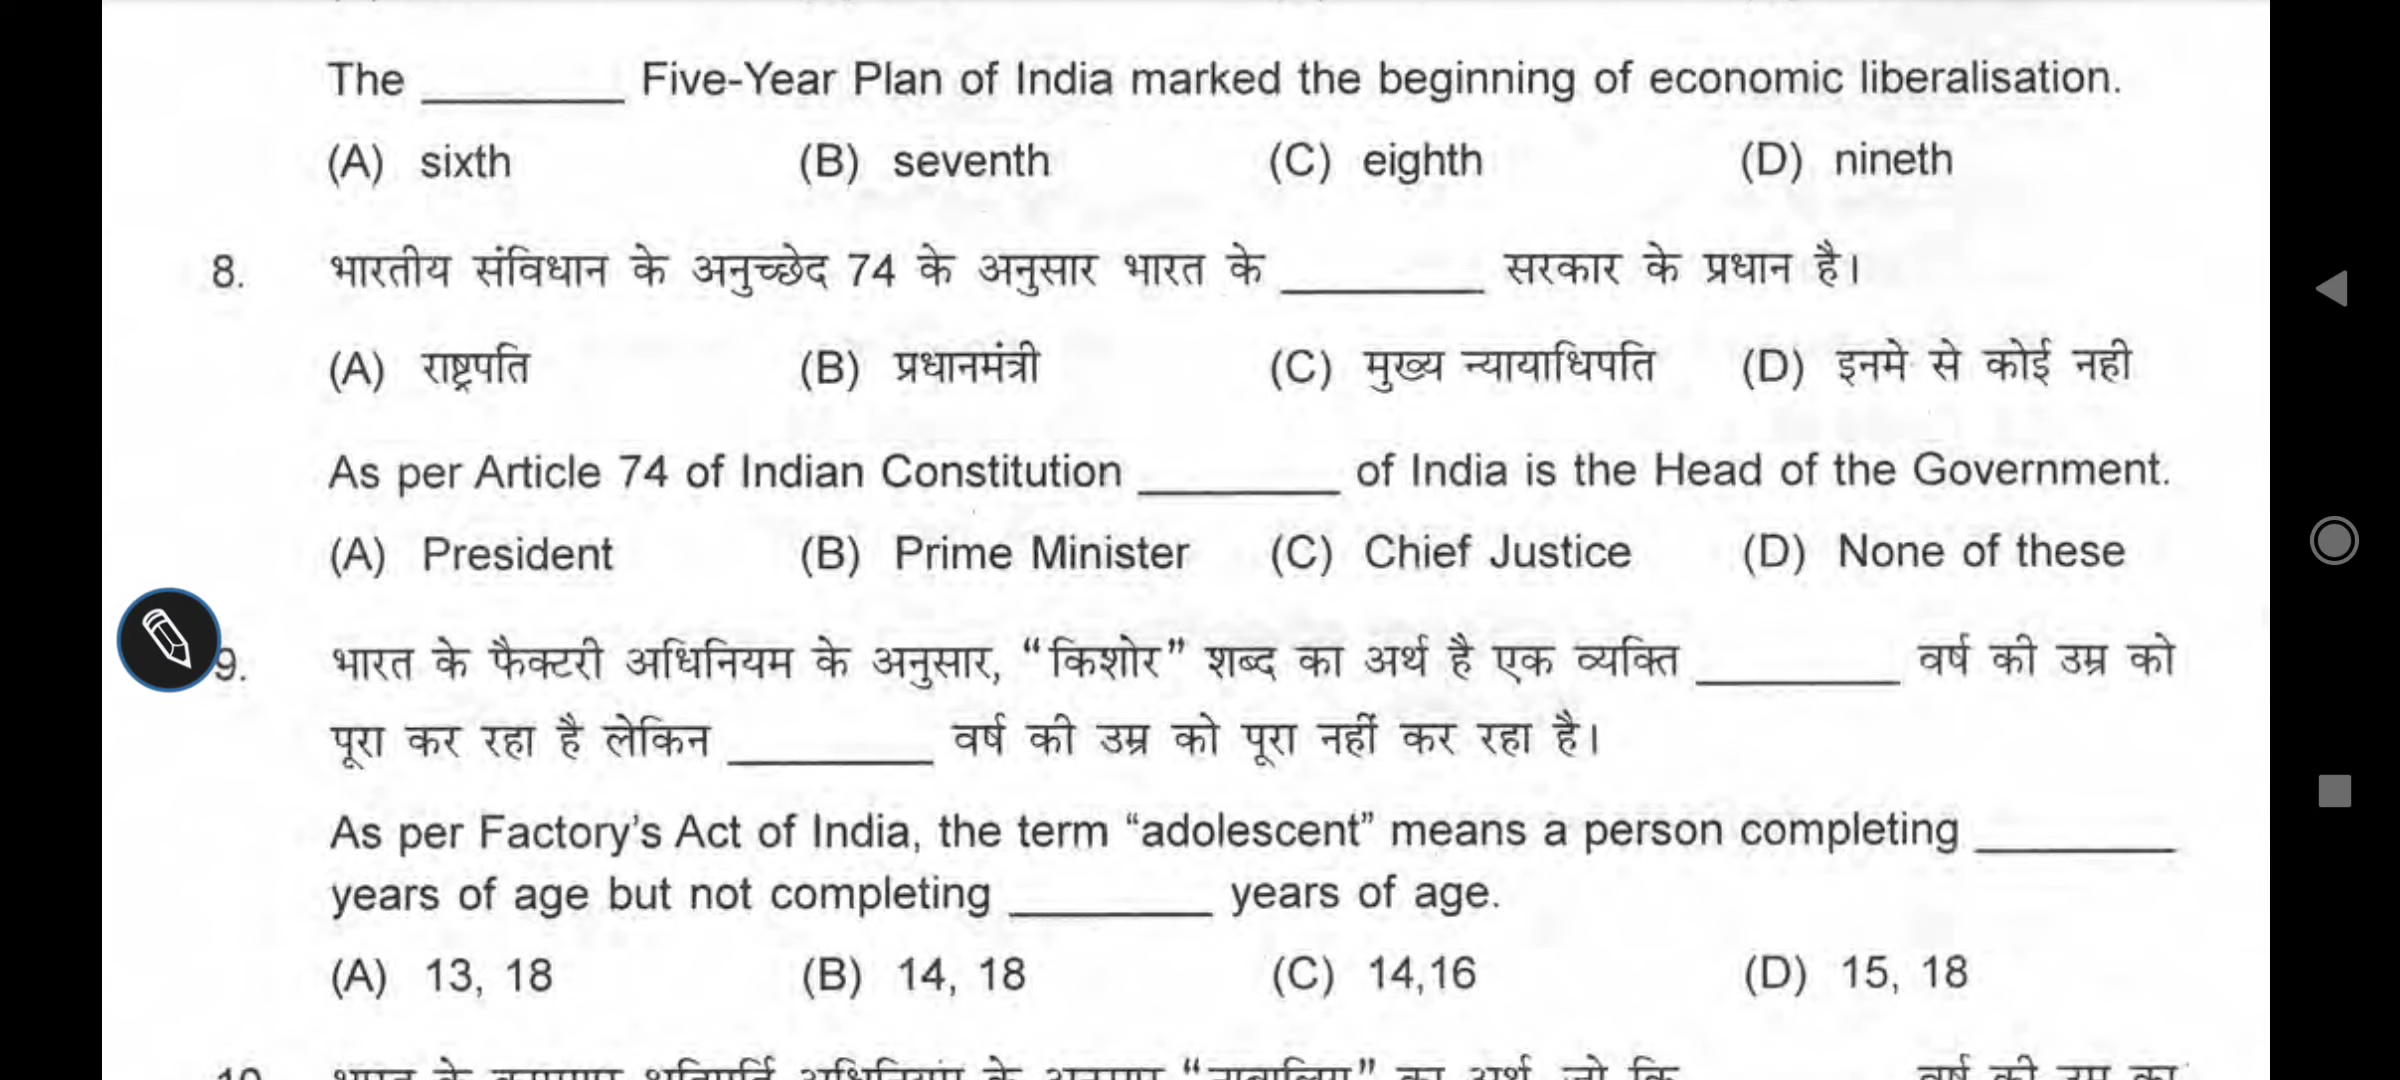 The ________ Five-Year Plan of India marked the beginning of economic liberalisation.
(A) sixth (B) seventh (C) eighth (D) nineth
8. भारतीय संविधान के अनुच्छेद 74 के अनुसार भारत के ________ सरकार के प्रधान है।
(A) राष्ट्रपति (B) प्रधानमंत्री (C) मुख्य न्यायाधिपति (D) इनमे से कोई नही
As per Article 74 of Indian Constitution ________ of India is the Head of the Government.
(A) President (B) Prime Minister (C) Chief Justice (D) None of these
9. भारत के फैक्टरी अधिनियम के अनुसार, “किशोर” शब्द का अर्थ है एक व्यक्ति ________ वर्ष की उम्र को
पूरा कर रहा है लेकिन ________ वर्ष की उम्र को पूरा नहीं कर रहा है।
As per Factory’s Act of India, the term “adolescent” means a person completing ________
years of age but not completing ________ years of age.
(A) 13, 18 (B) 14, 18 (C) 14,16 (D) 15, 18